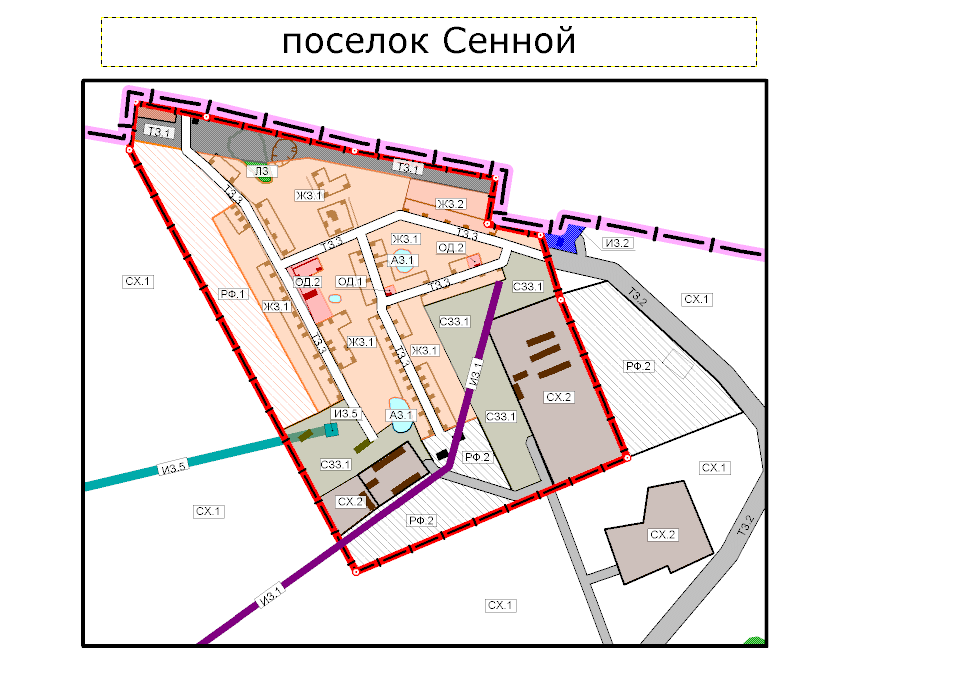 поселок Сенной
ТЗ.1
ЛЗ
ТЗ.1
ТЗ.3
ЖЗ.1
ЖЗ.2
ТЗ.3
ЖЗ.1
ТЗ.3
ОД.2
ИЗ.2
АЗ.1
СХ.1
ОД.2
ОД.1
ТЗ.3
СЗЗ.1
РФ.1
ТЗ.2
СХ.1
ЖЗ.1
СЗЗ.1
ТЗ.3
ЖЗ.1
ТЗ.3
ЖЗ.1
РФ.2
ИЗ.1
СХ.2
ИЗ.5
АЗ.1
СЗЗ.1
РФ.2
СЗЗ.1
ИЗ.5
СХ.1
СХ.2
СХ.1
РФ.2
ТЗ.2
СХ.2
ИЗ.1
СХ.1